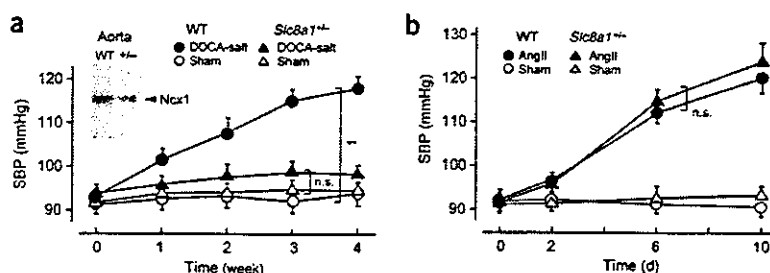 a
Aorta
WT +/−
Ncx1
WT Slc8a1+/−
DOCA-salt DOCA-salt
Sham Sham
SBP (mmHg)
120
110
100
90
n.s.
0 1 2 3 4
Time (week)
b
WT Slc8a1+/−
AngII AngII
Sham Sham
SBP (mmHg)
120
110
100
90
n.s.
0 2 6 10
Time (d)